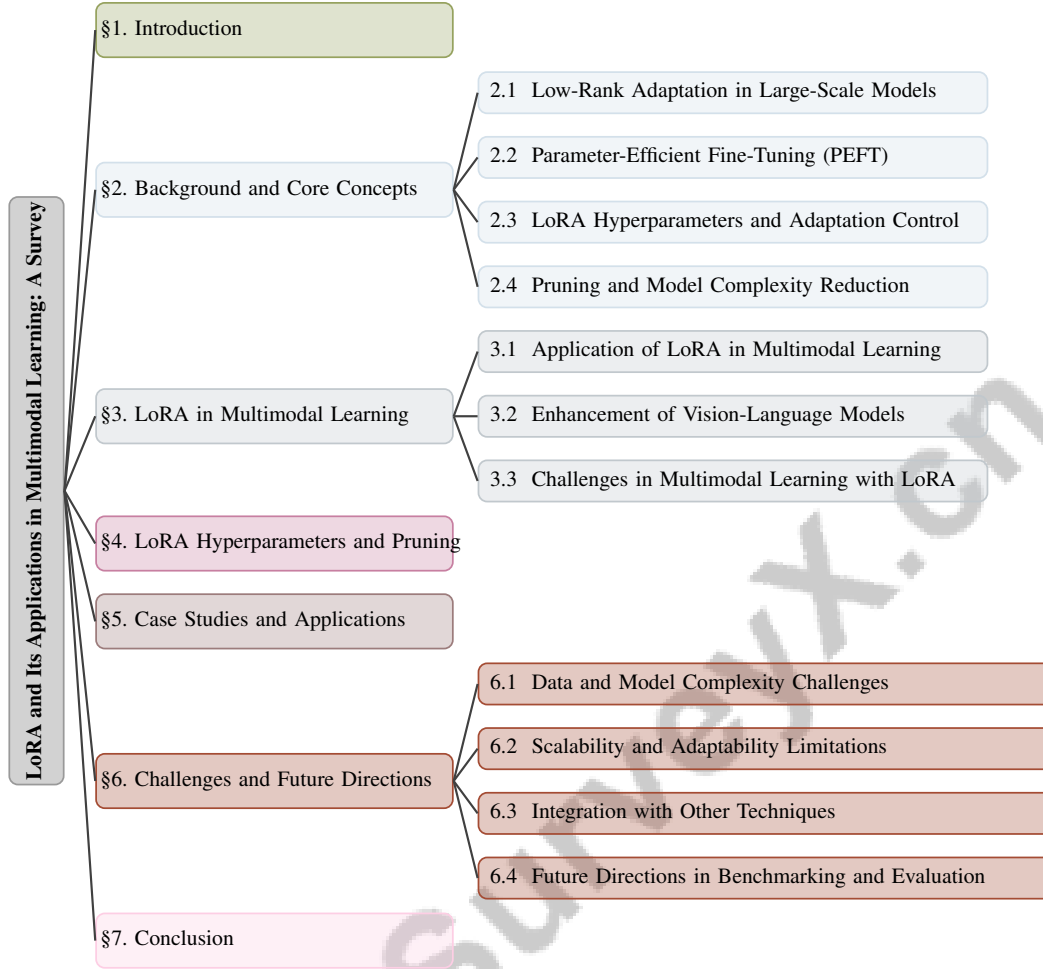 LoRA and Its Applications in Multimodal Learning: A Survey
§1. Introduction
§2. Background and Core Concepts
2.1 Low-Rank Adaptation in Large-Scale Models
2.2 Parameter-Efficient Fine-Tuning (PEFT)
2.3 LoRA Hyperparameters and Adaptation Control
2.4 Pruning and Model Complexity Reduction
§3. LoRA in Multimodal Learning
3.1 Application of LoRA in Multimodal Learning
3.2 Enhancement of Vision-Language Models
3.3 Challenges in Multimodal Learning with LoRA
§4. LoRA Hyperparameters and Pruning
§5. Case Studies and Applications
§6. Challenges and Future Directions
6.1 Data and Model Complexity Challenges
6.2 Scalability and Adaptability Limitations
6.3 Integration with Other Techniques
6.4 Future Directions in Benchmarking and Evaluation
§7. Conclusion
Surveyx.cn